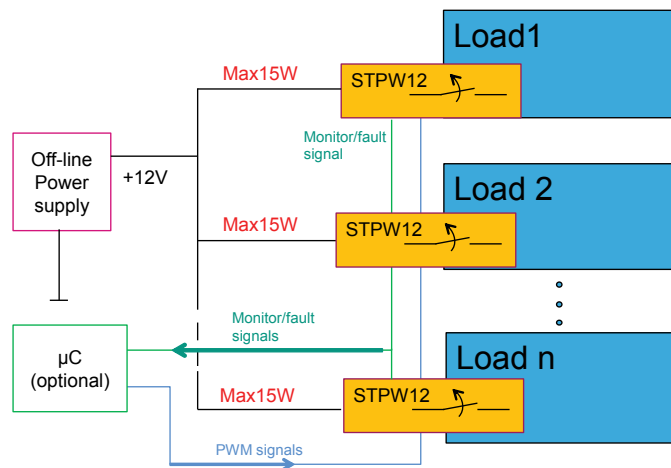 Load1
Max15W
STPW12
Monitor/fault
signal
Off-line
Power
supply
+12V
Load 2
Max15W
STPW12
Monitor/fault
signals
µC
(optional)
Load n
Max15W
STPW12
PWM signals